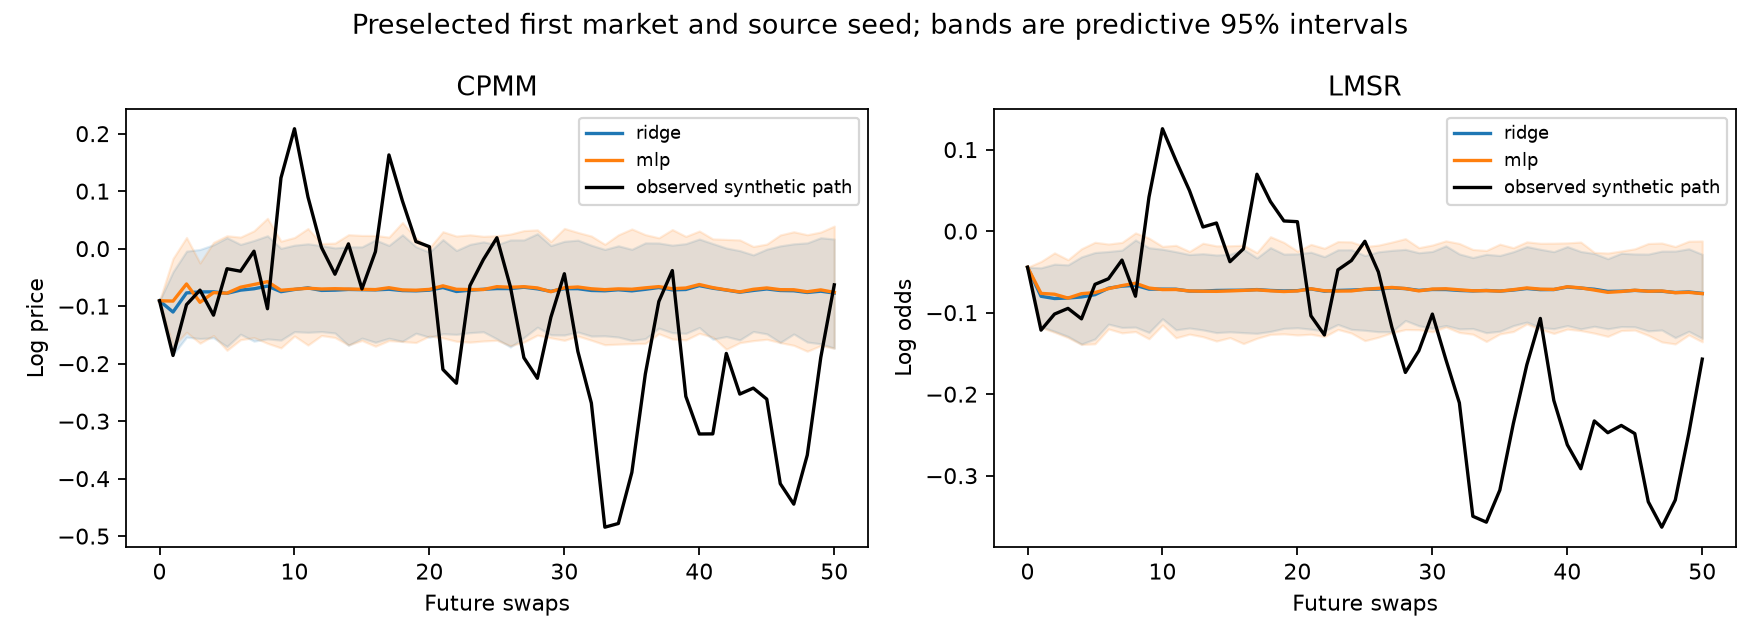 Preselected first market and source seed; bands are predictive 95% intervals
CPMM
0.2
0.1
0.0
−0.1
−0.2
−0.3
−0.4
−0.5
Log price
ridge
mlp
observed synthetic path
0 10 20 30 40 50
Future swaps
LMSR
0.1
0.0
−0.1
−0.2
−0.3
Log odds
ridge
mlp
observed synthetic path
0 10 20 30 40 50
Future swaps